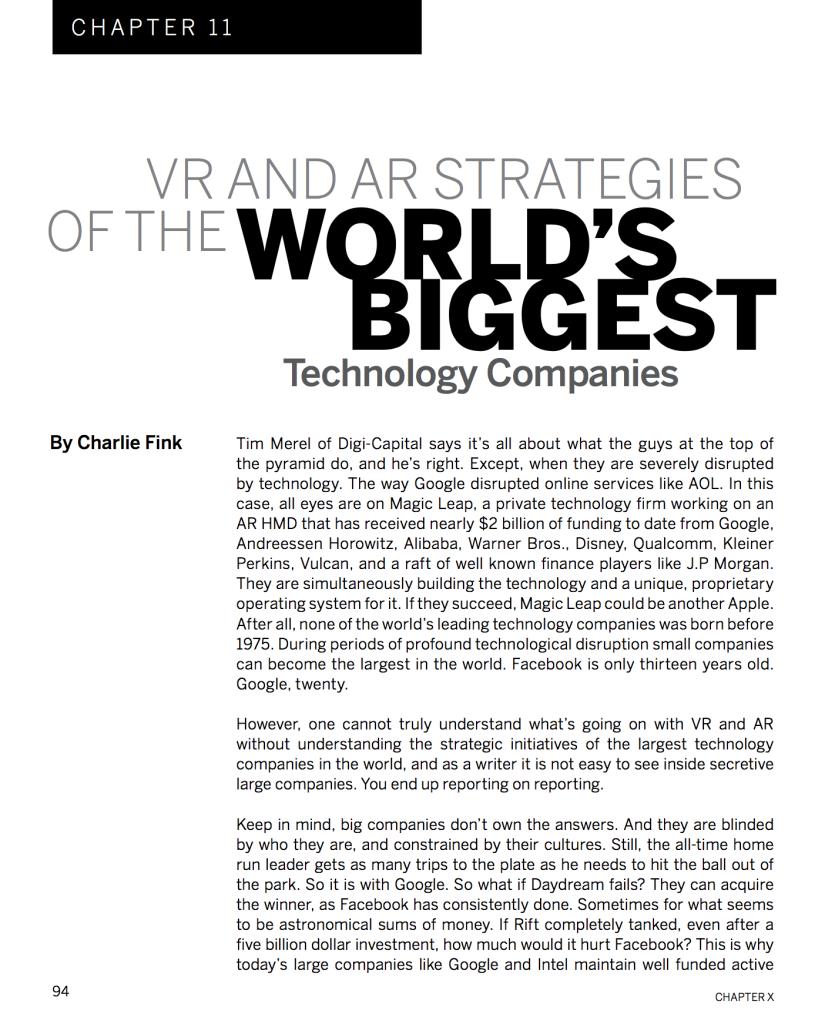 CHAPTER 11
VR AND AR STRATEGIES
OF THE WORLD'S
BIGGEST
Technology Companies
By Charlie Fink
Tim Merel of Digi-Capital says it's all about what the guys at the top of
the pyramid do, and he's right. Except, when they are severely disrupted
by technology. The way Google disrupted online services like AOL. In this
case, all eyes are on Magic Leap, a private technology firm working on an
AR HMD that has received nearly $2 billion of funding to date from Google,
Andreessen Horowitz, Alibaba, Warner Bros., Disney, Qualcomm, Kleiner
Perkins, Vulcan, and a raft of well known finance players like J.P Morgan.
They are simultaneously building the technology and a unique, proprietary
operating system for it. If they succeed, Magic Leap could be another Apple.
After all, none of the world's leading technology companies was born before
1975. During periods of profound technological disruption small companies
can become the largest in the world. Facebook is only thirteen years old.
Google, twenty.
However, one cannot truly understand what's going on with VR and AR
without understanding the strategic initiatives of the largest technology
companies in the world, and as a writer it is not easy to see inside secretive
large companies. You end up reporting on reporting.
Keep in mind, big companies don't own the answers. And they are blinded
by who they are, and constrained by their cultures. Still, the all-time home
run leader gets as many trips to the plate as he needs to hit the ball out of
the park. So it is with Google. So what if Daydream fails? They can acquire
the winner, as Facebook has consistently done. Sometimes for what seems
to be astronomical sums of money. If Rift completely tanked, even after a
five billion dollar investment, how much would it hurt Facebook? This is why
today's large companies like Google and Intel maintain well funded active
94
CHAPTER X